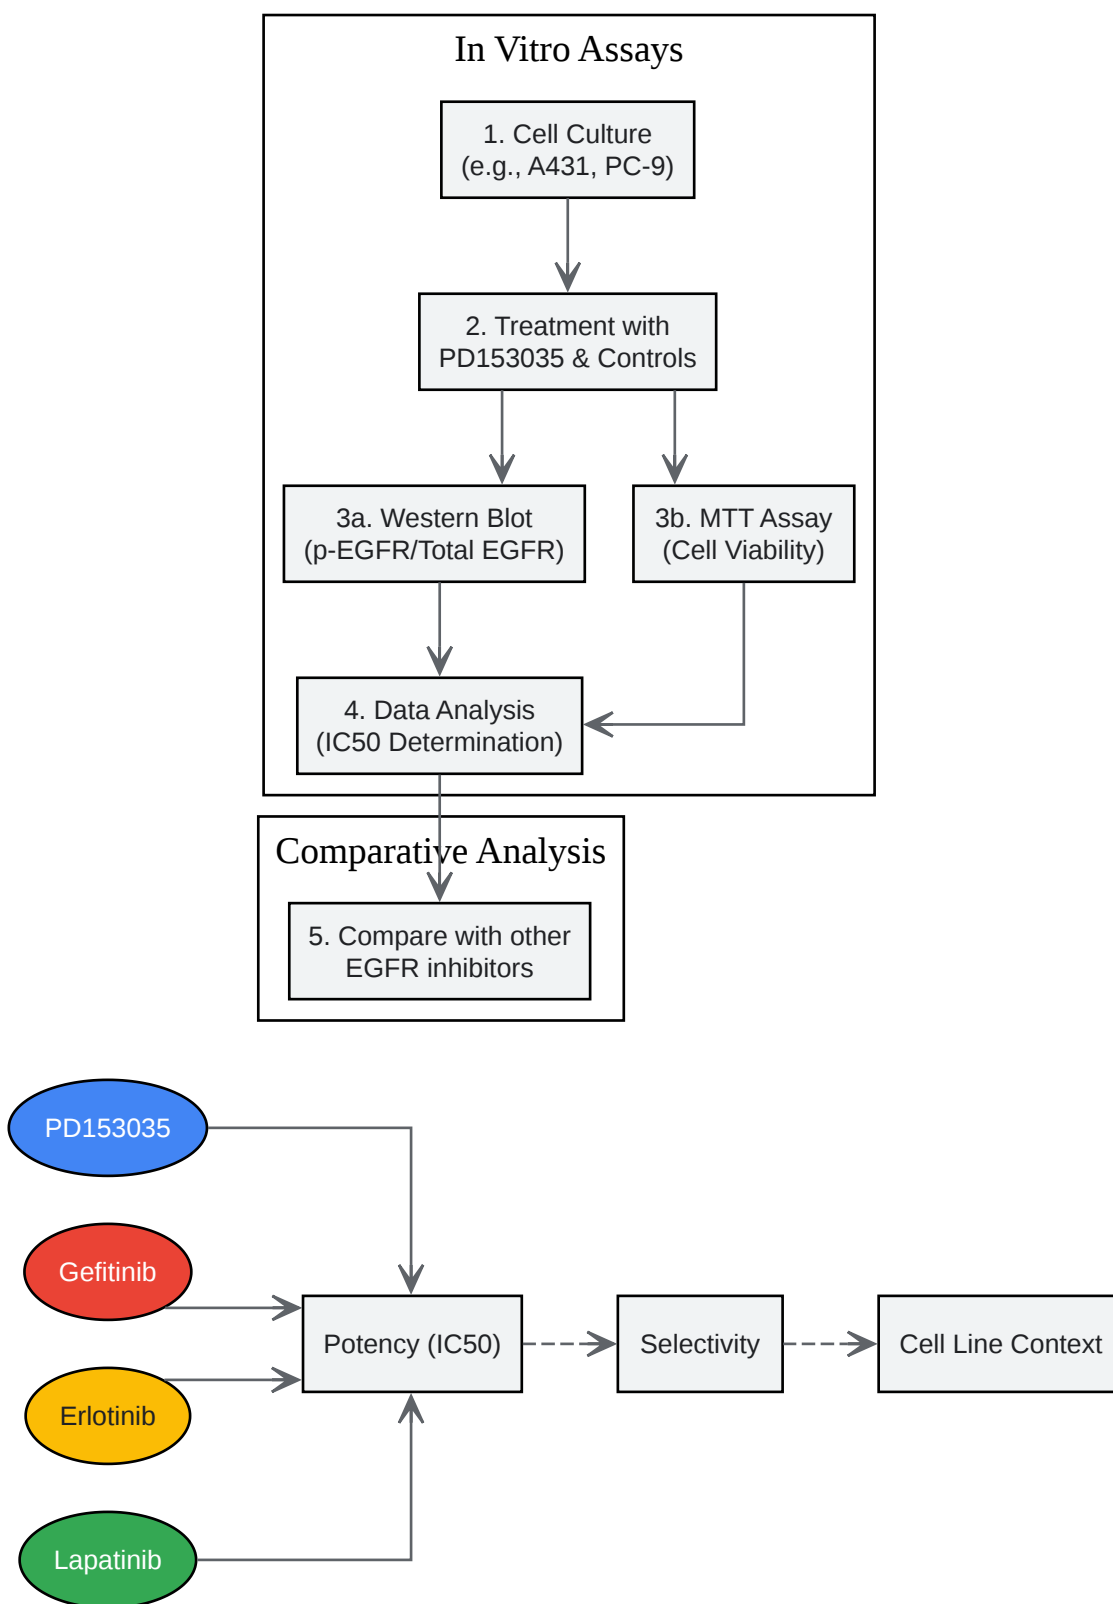 In Vitro Assays
1. Cell Culture
(e.g., A431, PC-9)
2. Treatment with
PD153035 & Controls
3a. Western Blot
(p-EGFR/Total EGFR)
3b. MTT Assay
(Cell Viability)
4. Data Analysis
(IC50 Determination)
Comparative Analysis
5. Compare with other
EGFR inhibitors
PD153035
Gefitinib
Erlotinib
Lapatinib
Potency (IC50)
Selectivity
Cell Line Context